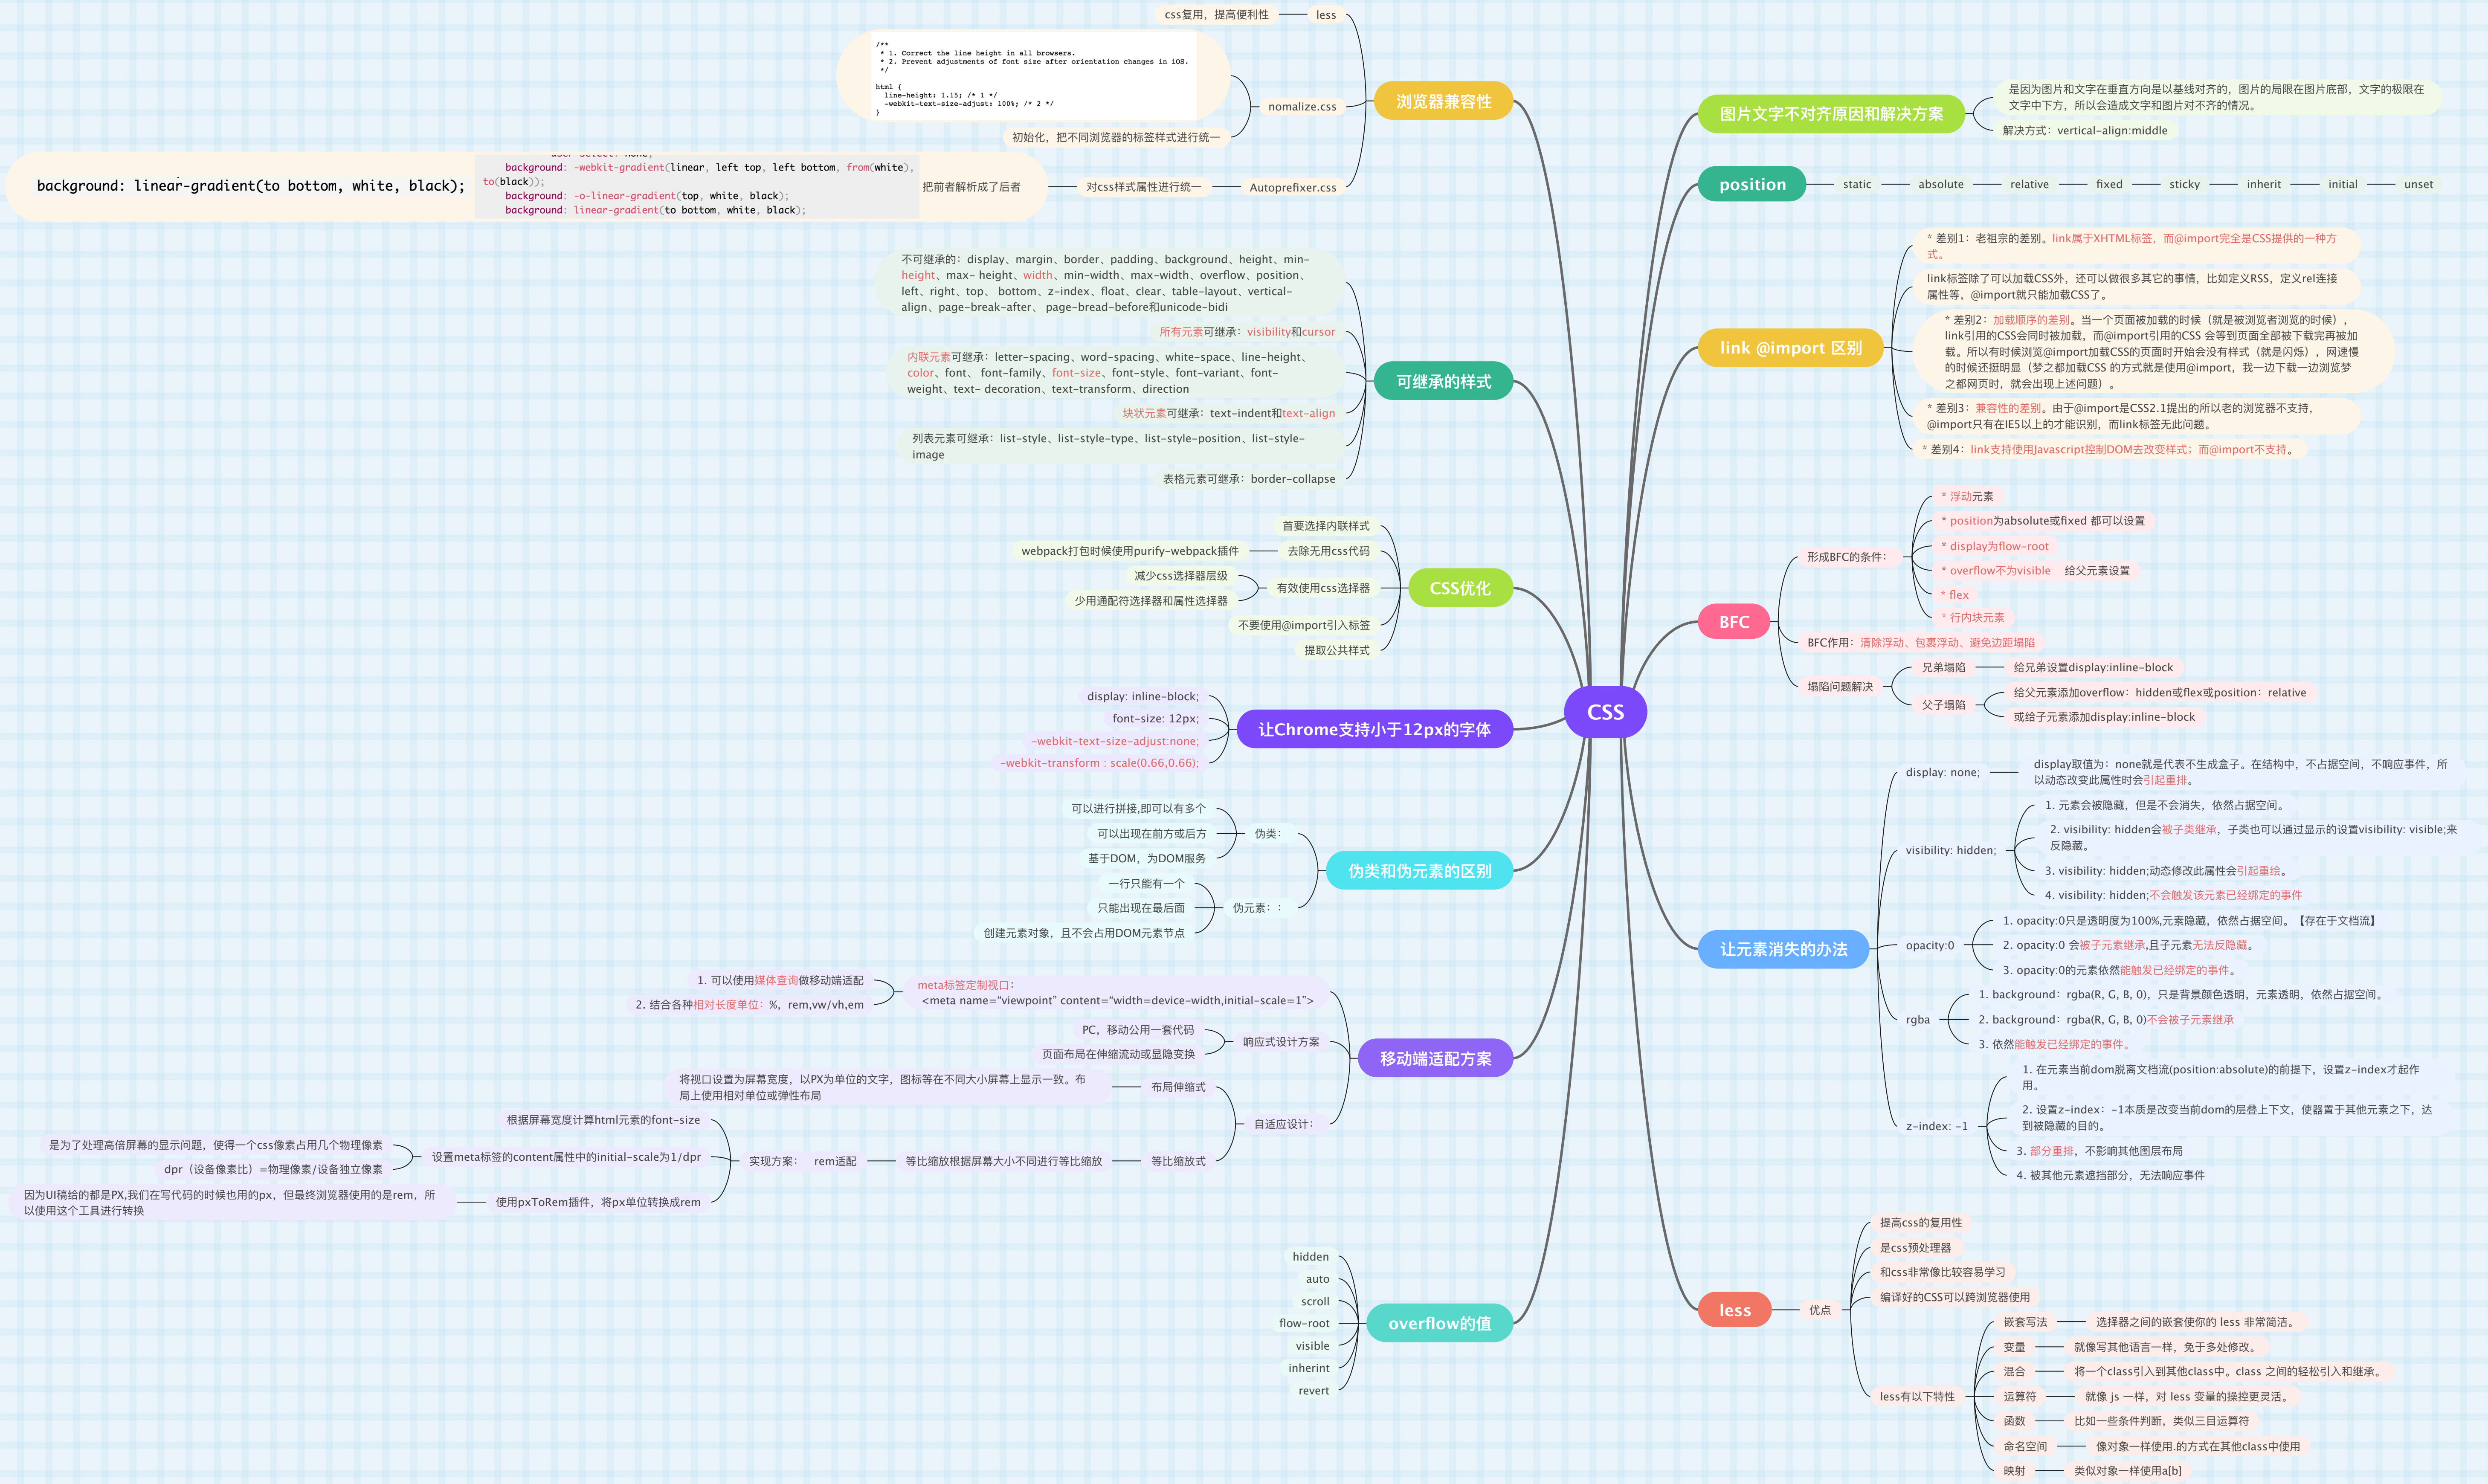 CSS
图片文字不对齐原因和解决方案
是因为图片和文字在垂直方向是以基线对齐的，图片的局限在图片底部，文字的极限在
文字中下方，所以会造成文字和图片对不齐的情况。
解决方式：vertical-align:middle
position
static
absolute
relative
fixed
sticky
inherit
initial
unset
link @import 区别
* 差别1：老祖宗的差别。link属于XHTML标签，而@import完全是CSS提供的一种方
式。
link标签除了可以加载CSS外，还可以做很多其它的事情，比如定义RSS，定义rel连接
属性等，@import就只能加载CSS了。
* 差别2：加载顺序的差别。当一个页面被加载的时候（就是被浏览者浏览的时候），
link引用的CSS会同时被加载，而@import引用的CSS 会等到页面全部被下载完再被加
载。所以有时候浏览@import加载CSS的页面时开始会没有样式（就是闪烁），网速慢
的时候还挺明显（梦之都加载CSS 的方式就是使用@import，我一边下载一边浏览梦
之都网页时，就会出现上述问题）。
* 差别3：兼容性的差别。由于@import是CSS2.1提出的所以老的浏览器不支持，
@import只有在IE5以上的才能识别，而link标签无此问题。
* 差别4：link支持使用Javascript控制DOM去改变样式；而@import不支持。
BFC
形成BFC的条件：
* 浮动元素
* position为absolute或fixed 都可以设置
* display为flow-root
* overflow不为visible    给父元素设置
* flex
* 行内块元素
BFC作用：清除浮动、包裹浮动、避免边距塌陷
塌陷问题解决
兄弟塌陷
给兄弟设置display:inline-block
父子塌陷
给父元素添加overflow：hidden或flex或position：relative
或给子元素添加display:inline-block
让元素消失的办法
display: none;
display取值为：none就是代表不生成盒子。在结构中，不占据空间，不响应事件，所
以动态改变此属性时会引起重排。
visibility: hidden;
1. 元素会被隐藏，但是不会消失，依然占据空间。
2. visibility: hidden会被子类继承，子类也可以通过显示的设置visibility: visible;来
反隐藏。
3. visibility: hidden;动态修改此属性会引起重绘。
4. visibility: hidden;不会触发该元素已经绑定的事件
opacity:0
1. opacity:0只是透明度为100%,元素隐藏，依然占据空间。【存在于文档流】
2. opacity:0 会被子元素继承,且子元素无法反隐藏。
3. opacity:0的元素依然能触发已经绑定的事件。
rgba
1. background：rgba(R, G, B, 0)，只是背景颜色透明，元素透明，依然占据空间。
2. background：rgba(R, G, B, 0)不会被子元素继承
3. 依然能触发已经绑定的事件。
z-index: -1
1. 在元素当前dom脱离文档流(position:absolute)的前提下，设置z-index才起作
用。
2. 设置z-index：-1本质是改变当前dom的层叠上下文，使器置于其他元素之下，达
到被隐藏的目的。
3. 部分重排，不影响其他图层布局
4. 被其他元素遮挡部分，无法响应事件
less
优点
提高css的复用性
是css预处理器
和css非常像比较容易学习
编译好的CSS可以跨浏览器使用
less有以下特性
嵌套写法
选择器之间的嵌套使你的 less 非常简洁。
变量
就像写其他语言一样，免于多处修改。
混合
将一个class引入到其他class中。class 之间的轻松引入和继承。
运算符
就像 js 一样，对 less 变量的操控更灵活。
函数
比如一些条件判断，类似三目运算符
命名空间
像对象一样使用.的方式在其他class中使用
映射
类似对象一样使用a[b]
浏览器兼容性
less
css复用，提高便利性
nomalize.css
/**
* 1. Correct the line height in all browsers.
* 2. Prevent adjustments of font size after orientation changes in iOS.
*/
html {
line-height: 1.15; /* 1 */
-webkit-text-size-adjust: 100%; /* 2 */
}
初始化，把不同浏览器的标签样式进行统一
Autoprefixer.css
对css样式属性进行统一
background: linear-gradient(to bottom, white, black);
user-select: none;
background: -webkit-gradient(linear, left top, left bottom, from(white),
to(black));
background: -o-linear-gradient(top, white, black);
background: linear-gradient(to bottom, white, black);
把前者解析成了后者
可继承的样式
不可继承的：display、margin、border、padding、background、height、min-
height、max- height、width、min-width、max-width、overflow、position、
left、right、top、 bottom、z-index、float、clear、table-layout、vertical-
align、page-break-after、 page-bread-before和unicode-bidi
所有元素可继承：visibility和cursor
内联元素可继承：letter-spacing、word-spacing、white-space、line-height、
color、font、 font-family、font-size、font-style、font-variant、font-
weight、text- decoration、text-transform、direction
块状元素可继承：text-indent和text-align
列表元素可继承：list-style、list-style-type、list-style-position、list-style-
image
表格元素可继承：border-collapse
CSS优化
首要选择内联样式
去除无用css代码
webpack打包时候使用purify-webpack插件
有效使用css选择器
减少css选择器层级
少用通配符选择器和属性选择器
不要使用@import引入标签
提取公共样式
让Chrome支持小于12px的字体
display: inline-block;
font-size: 12px;
-webkit-text-size-adjust:none;
-webkit-transform : scale(0.66,0.66);
伪类和伪元素的区别
伪类：
可以进行拼接,即可以有多个
可以出现在前方或后方
基于DOM，为DOM服务
伪元素：:
一行只能有一个
只能出现在最后面
创建元素对象，且不会占用DOM元素节点
移动端适配方案
meta标签定制视口：
<meta name=“viewpoint” content=“width=device-width,initial-scale=1”>
1. 可以使用媒体查询做移动端适配
2. 结合各种相对长度单位：%，rem,vw/vh,em
响应式设计方案
PC，移动公用一套代码
页面布局在伸缩流动或显隐变换
自适应设计：
布局伸缩式
将视口设置为屏幕宽度，以PX为单位的文字，图标等在不同大小屏幕上显示一致。布
局上使用相对单位或弹性布局
等比缩放式
等比缩放根据屏幕大小不同进行等比缩放
实现方案：   rem适配
根据屏幕宽度计算html元素的font-size
设置meta标签的content属性中的initial-scale为1/dpr
是为了处理高倍屏幕的显示问题，使得一个css像素占用几个物理像素
dpr（设备像素比）=物理像素/设备独立像素
使用pxToRem插件，将px单位转换成rem
因为UI稿给的都是PX,我们在写代码的时候也用的px，但最终浏览器使用的是rem，所
以使用这个工具进行转换
overflow的值
hidden
auto
scroll
flow-root
visible
inherint
revert